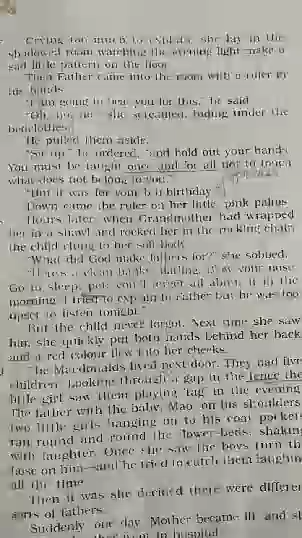 Crying too much to explain, she lay in the
shadowed room watching the evening light make a
sad little pattern on the floor.
Then Father came into the room with a ruler in
his hands.
"I am going to beat you for this," he said.
"Oh, no, no," she screamed, hiding under the
bedclothes.
He pulled them aside.
"Sit up," he ordered, "and hold out your hands.
You must be taught once and for all not to touch
what does not belong to you."
"But it was for your b-b-birthday."
Down came the ruler on her little, pink palms.
Hours later, when Grandmother had wrapped
her in a shawl and rocked her in the rocking chair,
the child clung to her soft body.
"What did God make fathers for?" she sobbed.
"Here's a clean hanky, darling. Blow your nose.
Go to sleep, pet; you'll forget all about it in the
morning. I tried to explain to Father but he was too
upset to listen tonight."
But the child never forgot. Next time she saw
him she quickly put both hands behind her back
and a red colour flew into her cheeks.
The Macdonalds lived next door. They had five
children. Looking through a gap in the fence the
little girl saw them playing 'tag' in the evening.
The father with the baby, Mao, on his shoulders,
two little girls hanging on to his coat pockets
ran round and round the flower-beds, shaking
with laughter. Once she saw the boys turn the
hose on him—and he tried to catch them laughing
all the time.
Then it was she decided there were different
sorts of fathers.
Suddenly, one day, Mother became ill, and she
in hospital